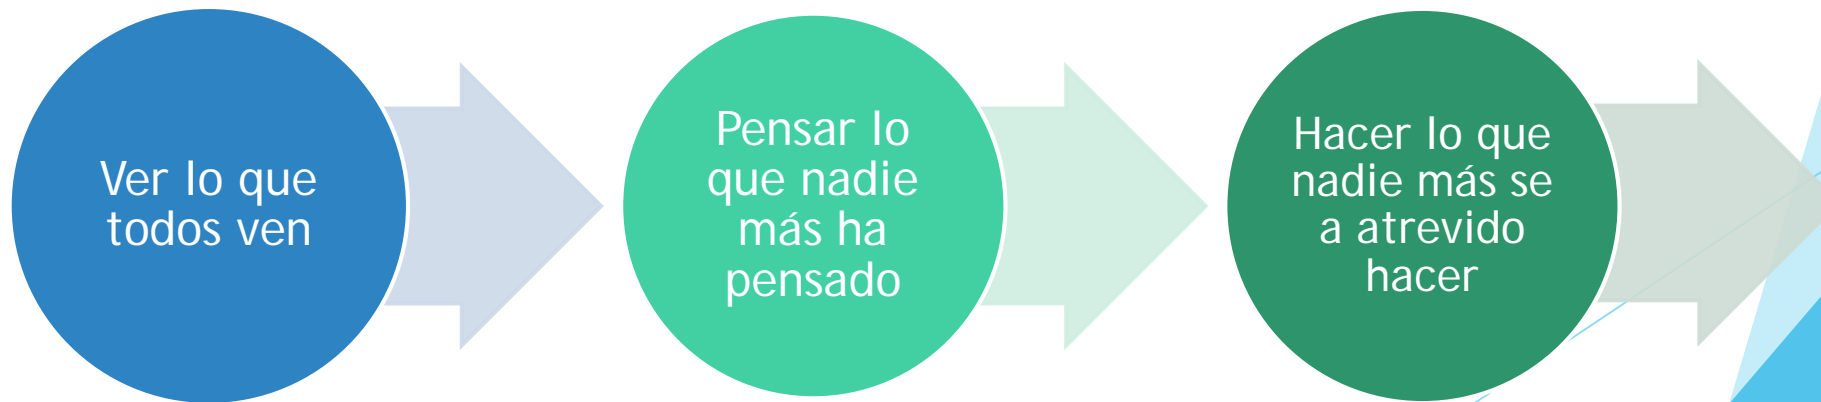 Ver lo que
todos ven
Pensar lo
que nadie
más ha
pensado
Hacer lo que
nadie más se
a atrevido
hacer